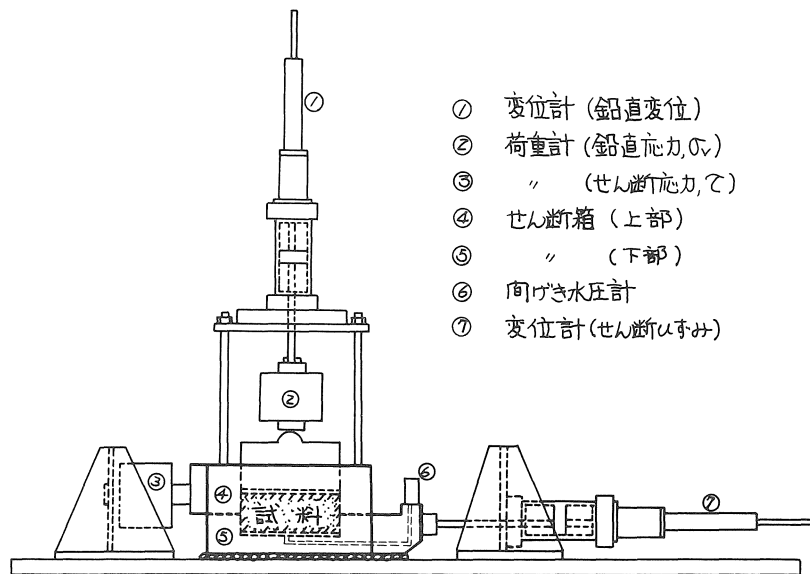 ① 変位計 (鉛直変位)
② 荷重計 (鉛直応力, σv)
③ 〃 (せん断応力, τ)
④ せん断箱 (上部)
⑤ 〃 (下部)
⑥ 間げき水圧計
⑦ 変位計 (せん断ひずみ)
①
②
③
④
⑤
⑥
⑦
試料